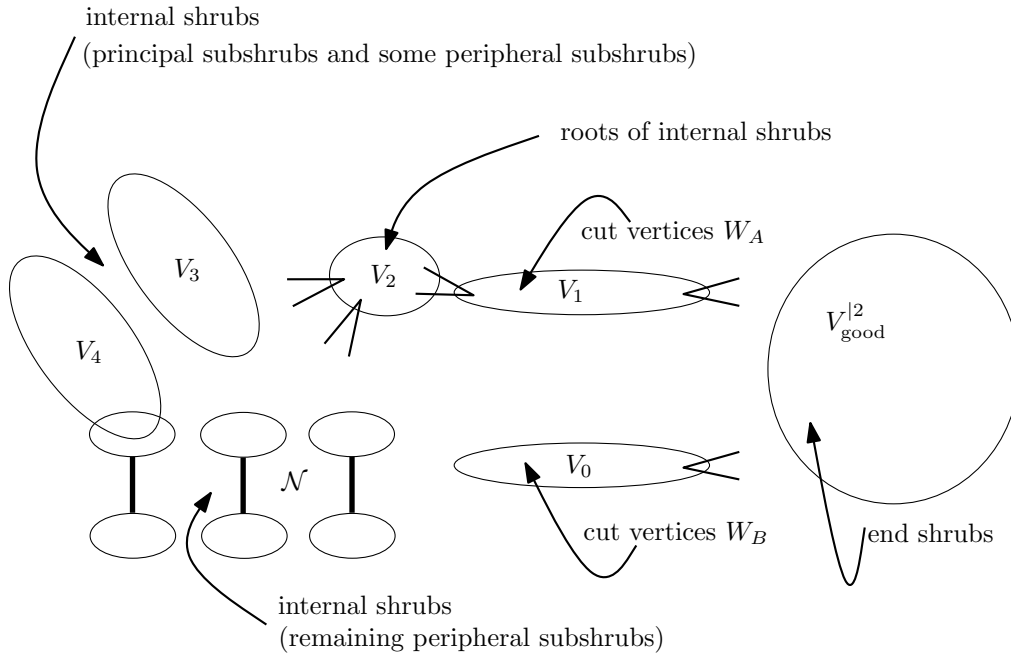 internal shrubs
(principal subshrubs and some peripheral subshrubs)
roots of internal shrubs
cut vertices W_A
V_3
V_2
V_1
V_good^{|2}
V_4
V_0
𝒩
cut vertices W_B
end shrubs
internal shrubs
(remaining peripheral subshrubs)